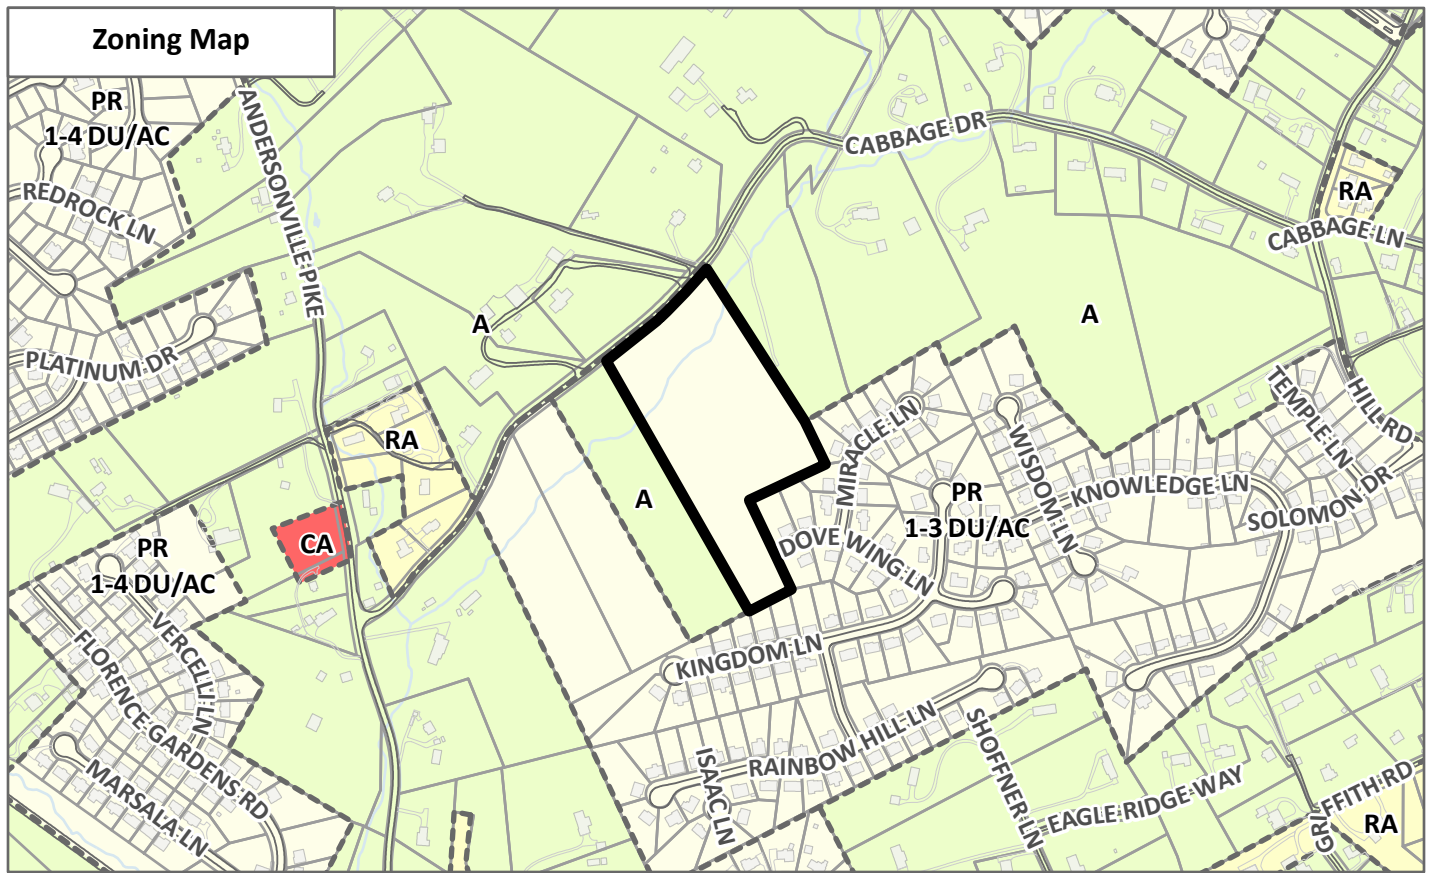 Zoning Map
PR
1-4 DU/AC
REDROCK LN
ANDERSONVILLE PIKE
CABBAGE DR
RA
CABBAGE LN
PLATINUM DR
A
A
HILL RD
TEMPLE LN
MIRACLE LN
WISDOM LN
RA
KNOWLEDGE LN
SOLOMON DR
A
PR
1-3 DU/AC
DOVE WING LN
CA
PR
1-4 DU/AC
KINGDOM LN
VERCELLI LN
FLORENCE GARDENS RD
MARSALA LN
RAINBOW HILL LN
ISAAC LN
SHOFFNER LN
EAGLE RIDGE WAY
GRIFFITH RD
RA